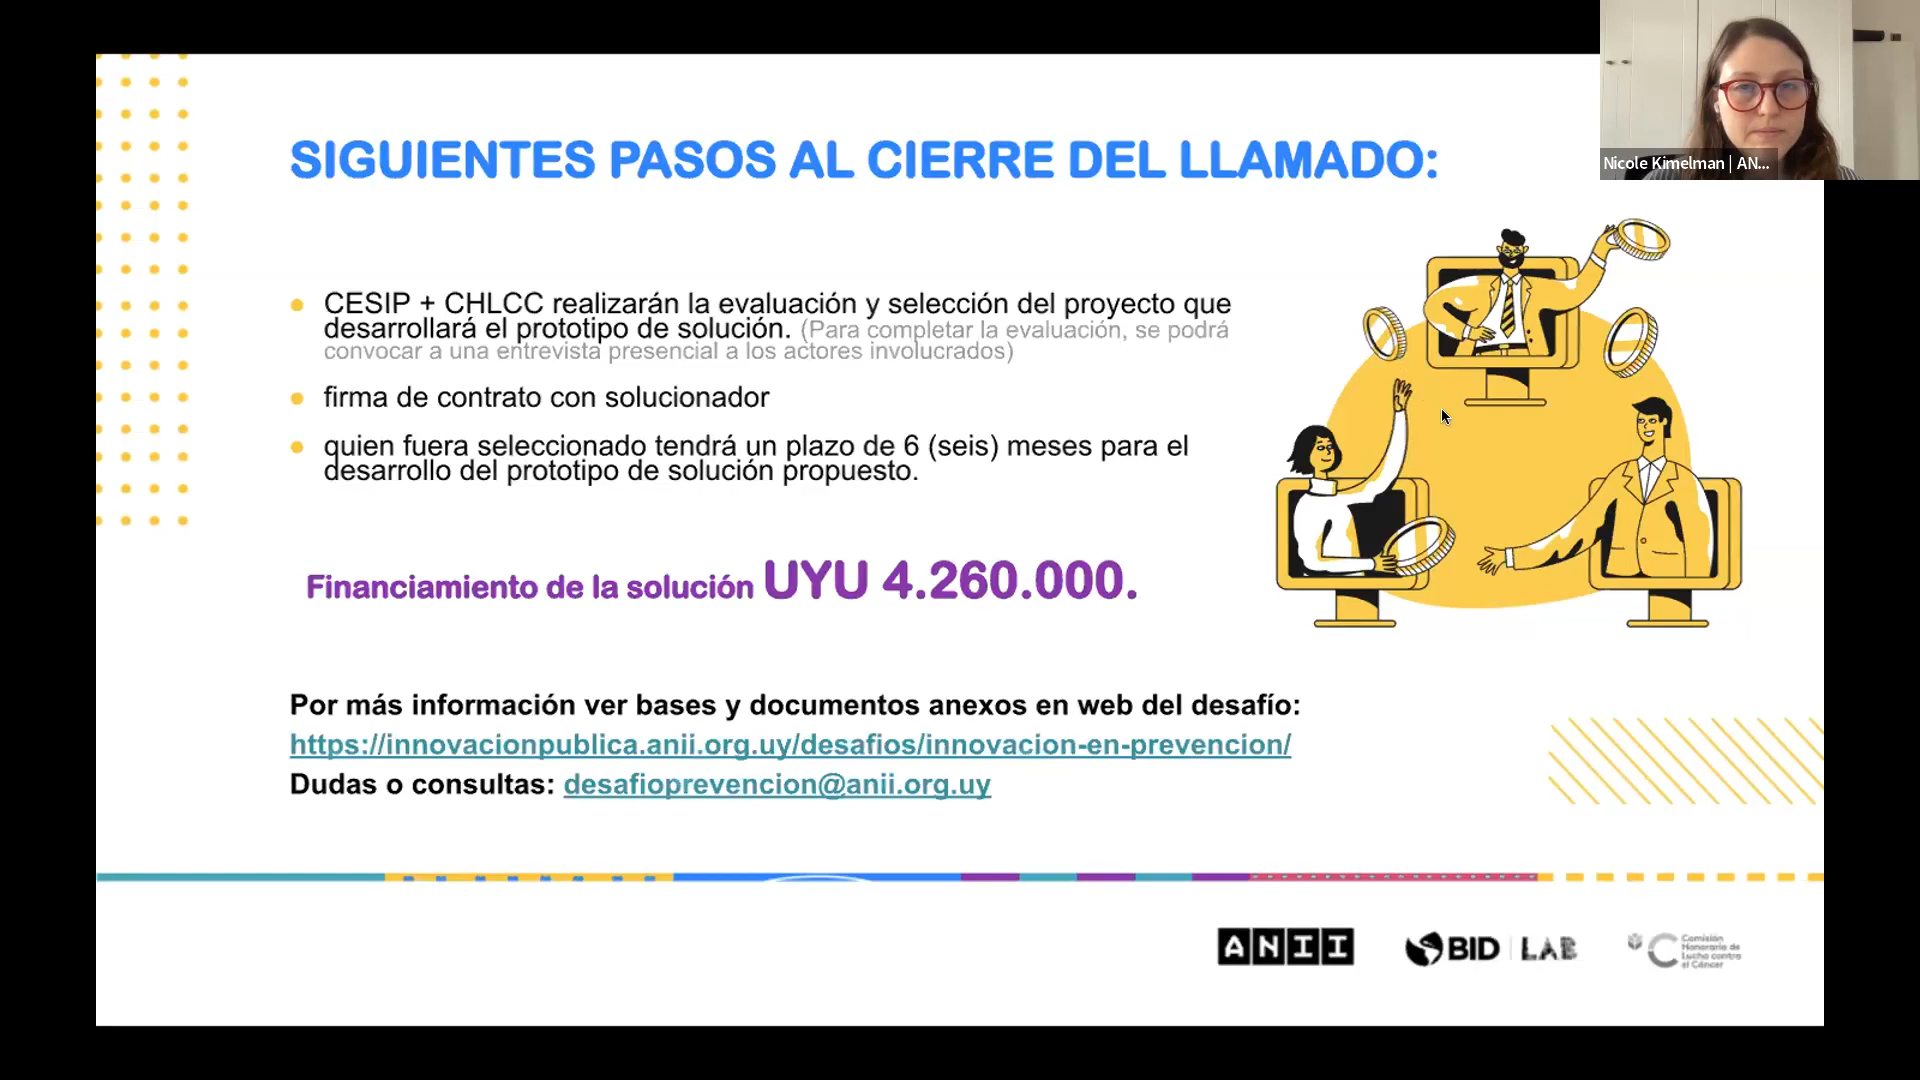 Nicole Kimelman | AN...
SIGUIENTES PASOS AL CIERRE DEL LLAMADO:
CESIP + CHLCC realizarán la evaluación y selección del proyecto que
desarrollará el prototipo de solución. (Para completar la evaluación, se podrá
convocar a una entrevista presencial a los actores involucrados)
firma de contrato con solucionador
quien fuera seleccionado tendrá un plazo de 6 (seis) meses para el
desarrollo del prototipo de solución propuesto.
Financiamiento de la solución UYU 4.260.000.
Por más información ver bases y documentos anexos en web del desafío:
https://innovacionpublica.anii.org.uy/desafios/innovacion-en-prevencion/
Dudas o consultas: desafioprevencion@anii.org.uy
ANII
BID | LAB
Comisión
Honoraria de
Lucha contra
el Cáncer